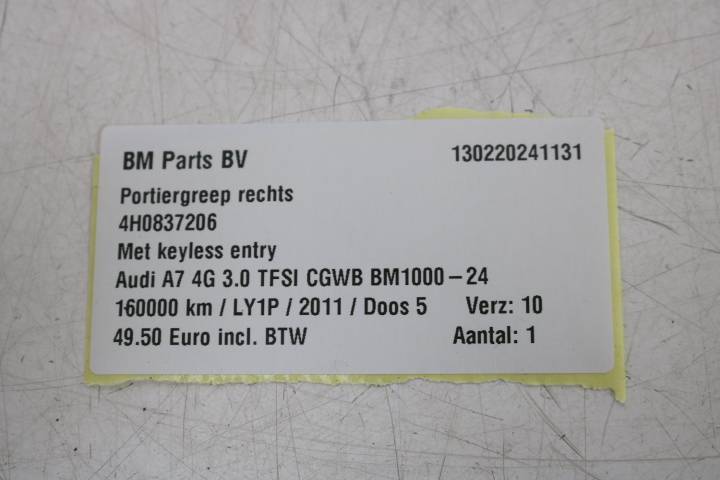 BM Parts BV 130220241131
Portiergreep rechts
4H0837206
Met keyless entry
Audi A7 4G 3.0 TFSI CGWB BM1000-24
160000 km / LY1P / 2011 / Doos 5 Verz: 10
49.50 Euro incl. BTW Aantal: 1